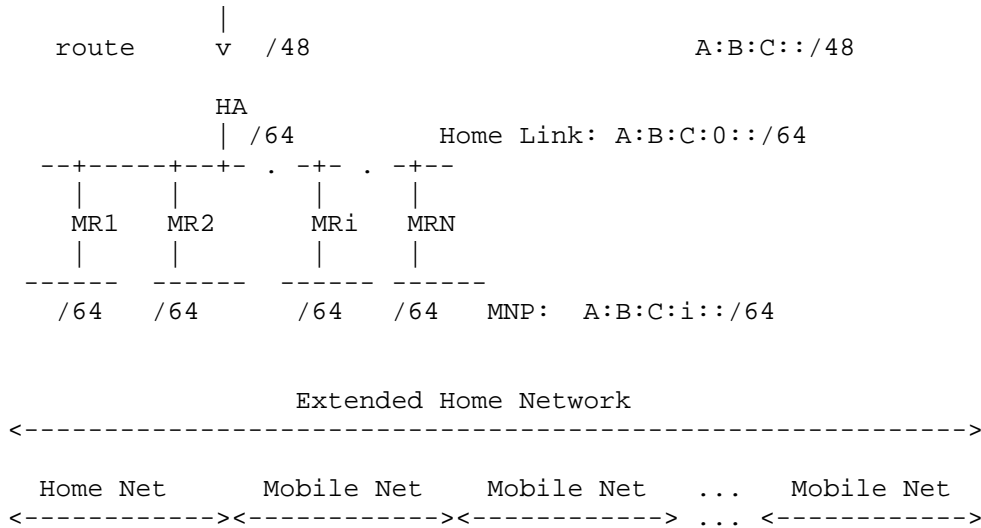 |
    route       v  /48                       A:B:C::/48

                HA
                | /64          Home Link: A:B:C:0::/64
   --+-----+--+- . -+- . -+--
     |     |        |     |
     MR1   MR2      MRi   MRN
     |     |        |     |
  ------ ------  ------ ------
    /64   /64      /64   /64   MNP:  A:B:C:i::/64

                     Extended Home Network
<----------------------------------------------------------->

  Home Net       Mobile Net    Mobile Net   ...   Mobile Net
<------------><------------><------------> ... <------------>